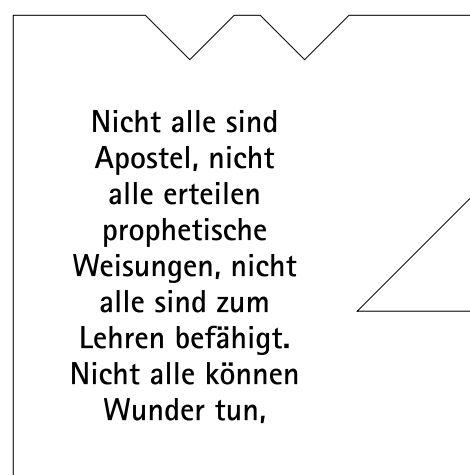 Nicht alle sind
Apostel, nicht
alle erteilen
prophetische
Weisungen, nicht
alle sind zum
Lehren befähigt.
Nicht alle können
Wunder tun,